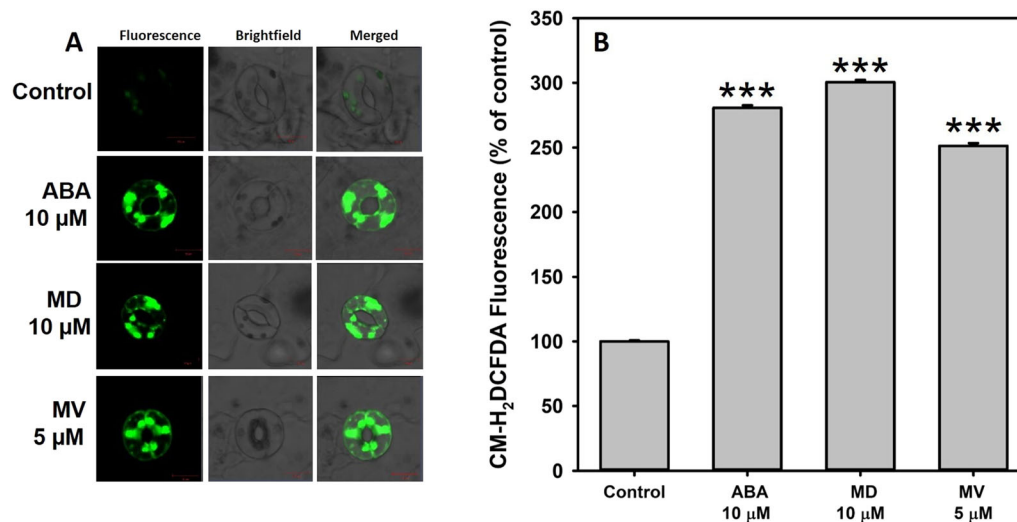 A
Fluorescence Brightfield Merged
Control
ABA
10 µM
MD
10 µM
MV
5 µM
B
CM-H₂DCFDA Fluorescence (% of control)
350
300
250
200
150
100
50
0
***
***
***
Control ABA MD MV
10 µM 10 µM 5 µM